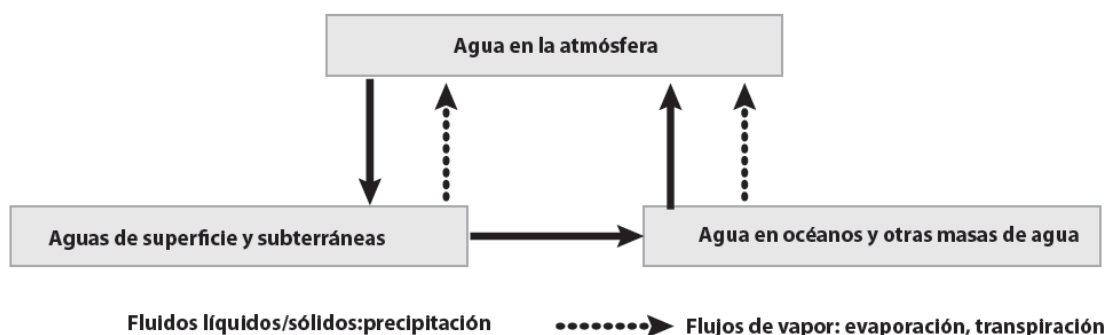 Agua en la atmósfera
Aguas de superficie y subterráneas
Agua en océanos y otras masas de agua
Fluidos líquidos/sólidos:precipitación
Flujos de vapor: evaporación, transpiración